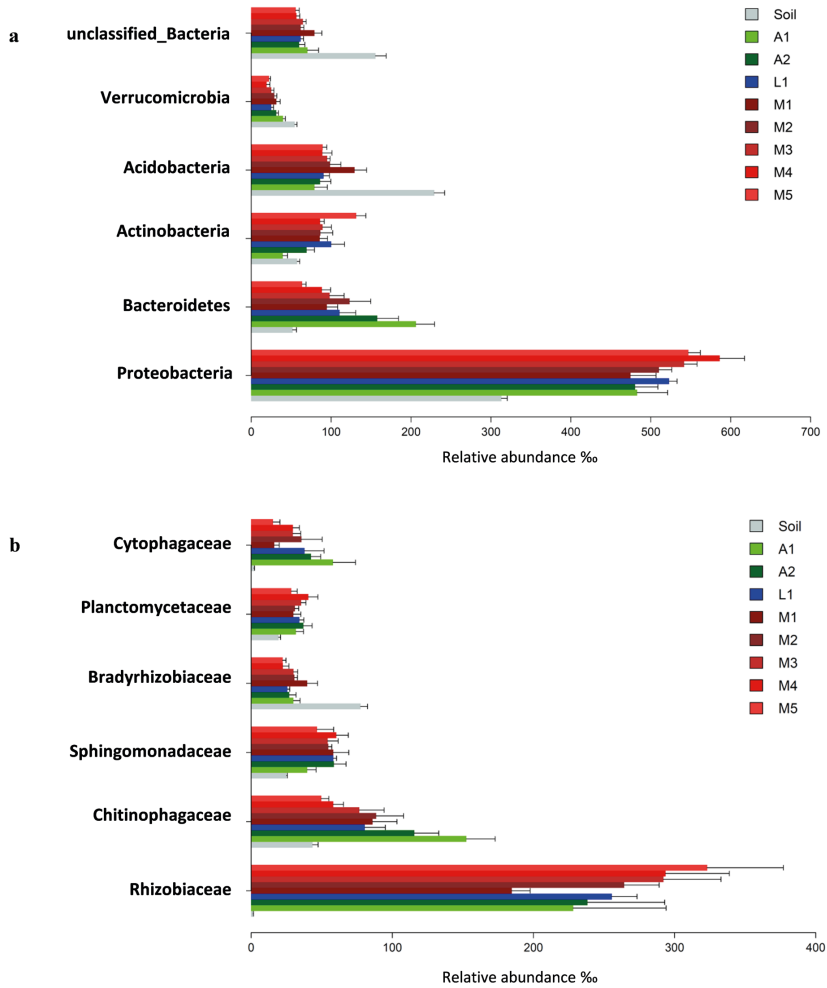 a
unclassified_Bacteria
Verrucomicrobia
Acidobacteria
Actinobacteria
Bacteroidetes
Proteobacteria
Soil
A1
A2
L1
M1
M2
M3
M4
M5
0 100 200 300 400 500 600 700
Relative abundance ‰
b
Cytophagaceae
Planctomycetaceae
Bradyrhizobiaceae
Sphingomonadaceae
Chitinophagaceae
Rhizobiaceae
Soil
A1
A2
L1
M1
M2
M3
M4
M5
0 100 200 300 400
Relative abundance ‰